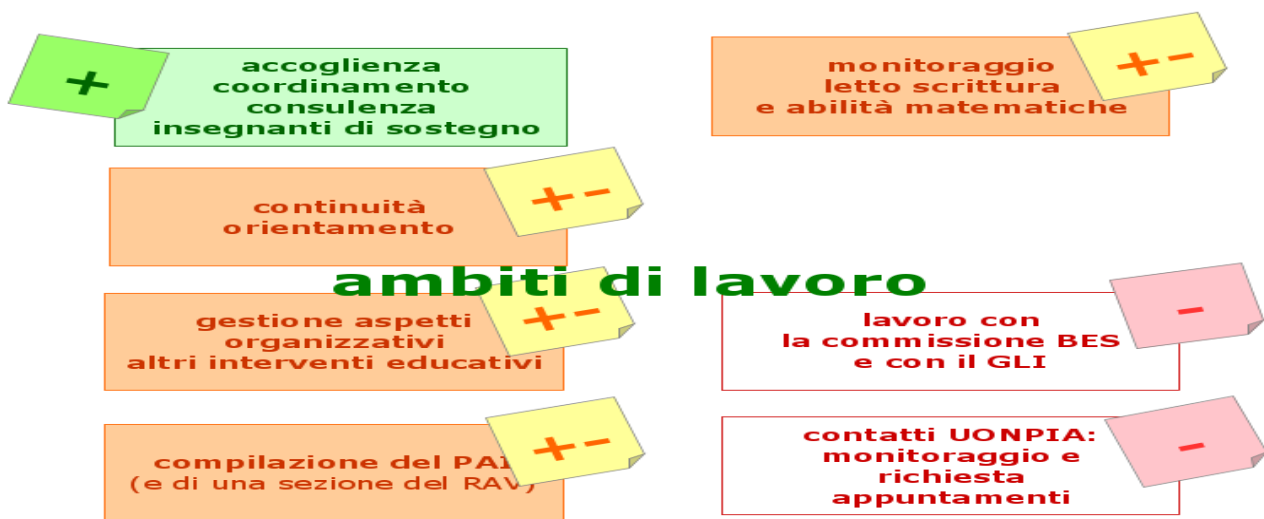 +
accoglienza
coordinamento
consulenza
insegnanti di sostegno
+-
monitoraggio
letto scrittura
e abilità matematiche
+-
continuità
orientamento
ambiti di lavoro
+-
gestione aspetti
organizzativi
altri interventi educativi
-
lavoro con
la commissione BES
e con il GLI
+-
compilazione del PAI
(e di una sezione del RAV)
-
contatti UONPIA:
monitoraggio e
richiesta
appuntamenti